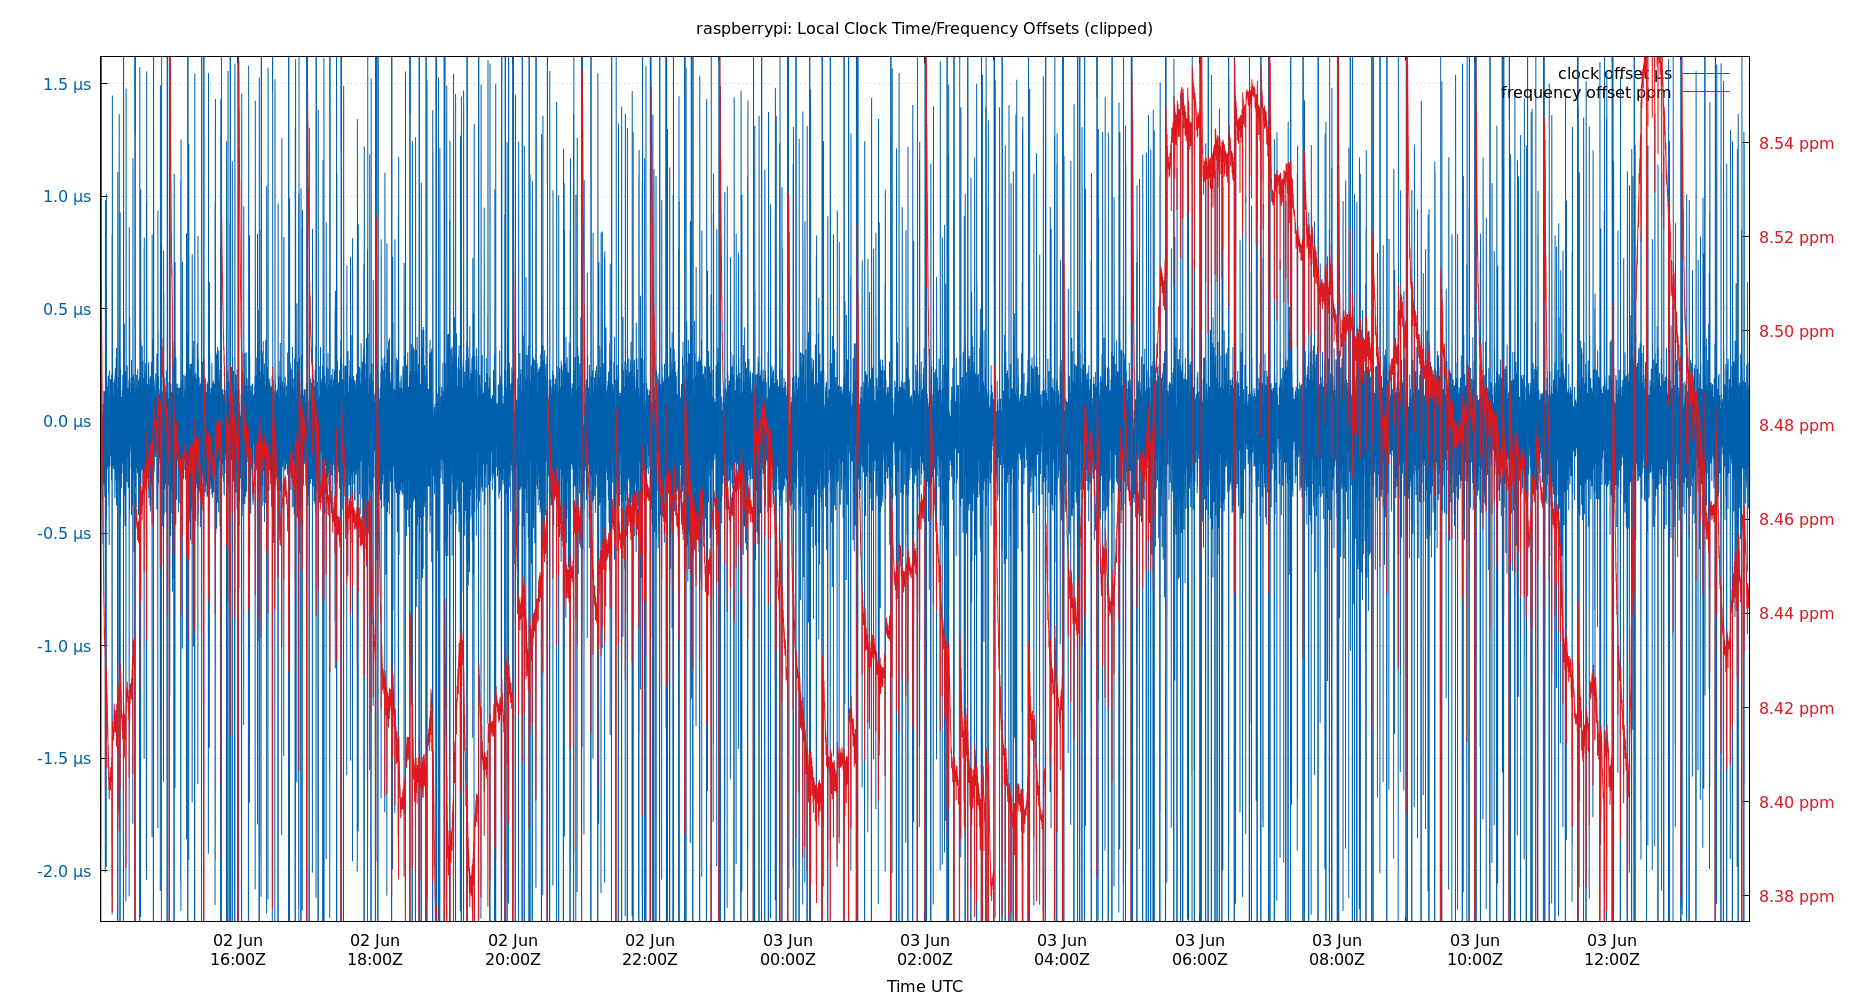 raspberrypi: Local Clock Time/Frequency Offsets (clipped)
clock offset µs
frequency offset ppm
1.5 µs
1.0 µs
0.5 µs
0.0 µs
-0.5 µs
-1.0 µs
-1.5 µs
-2.0 µs
8.54 ppm
8.52 ppm
8.50 ppm
8.48 ppm
8.46 ppm
8.44 ppm
8.42 ppm
8.40 ppm
8.38 ppm
02 Jun 02 Jun 02 Jun 02 Jun 03 Jun 03 Jun 03 Jun 03 Jun 03 Jun 03 Jun 03 Jun
16:00Z 18:00Z 20:00Z 22:00Z 00:00Z 02:00Z 04:00Z 06:00Z 08:00Z 10:00Z 12:00Z
Time UTC